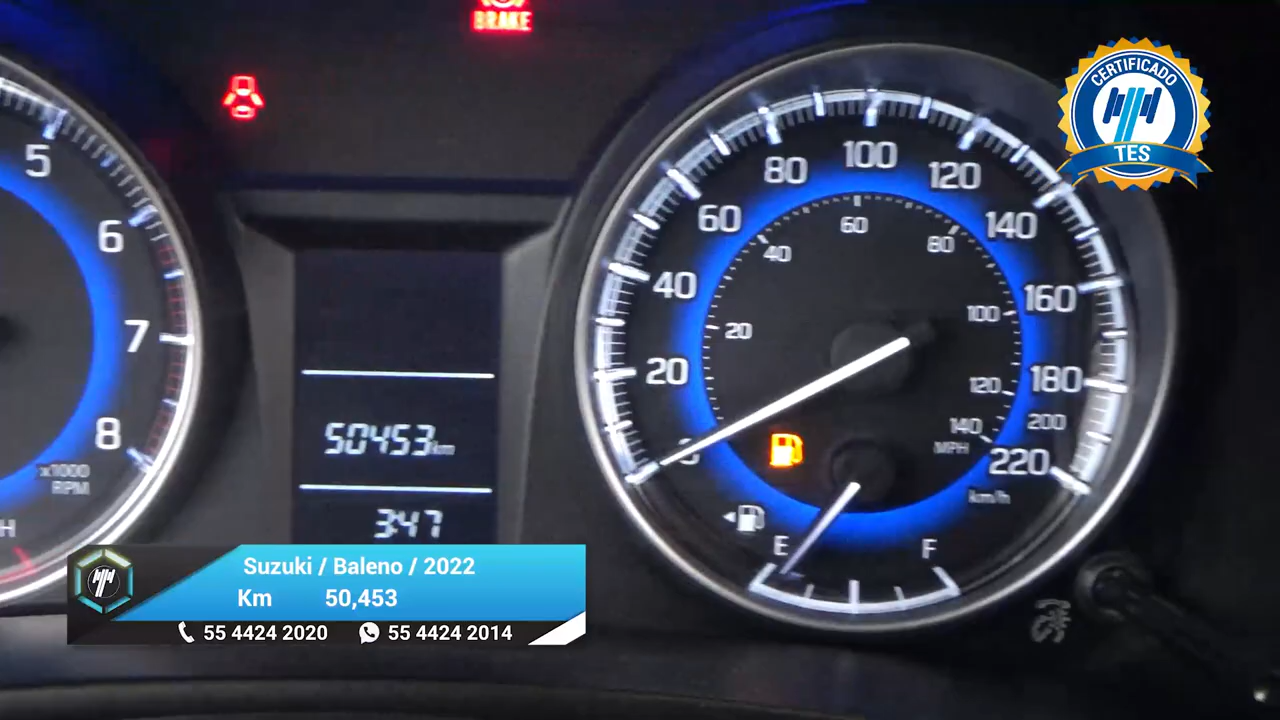 BRAKE
CERTIFICADO
TES
5
6
7
8
x1000
RPM
H
50453km
3:47
20
40
60
80
100
120
140
160
180
200
220
km/h
20
40
60
80
100
120
140
MPH
E
F
Suzuki / Baleno / 2022
Km 50,453
55 4424 2020 55 4424 2014